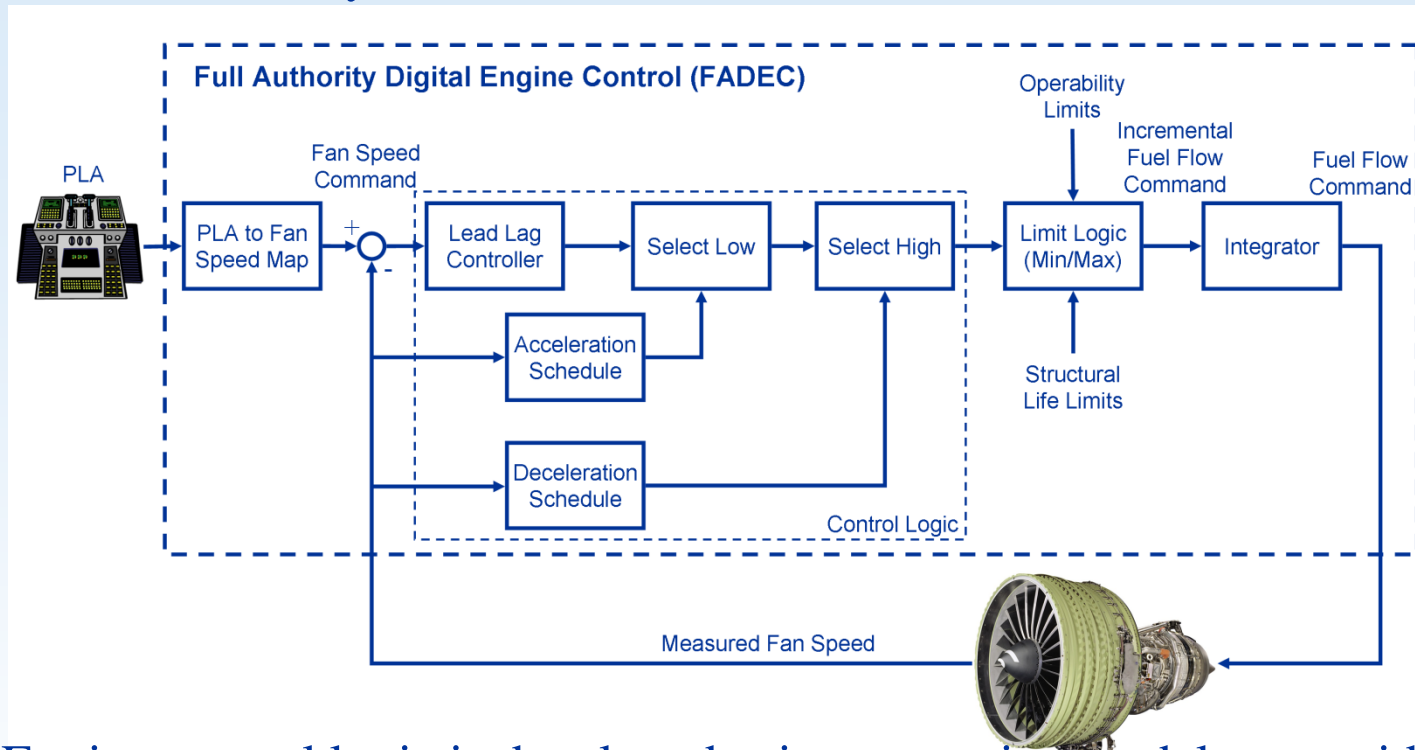 Full Authority Digital Engine Control (FADEC)
Operability
Limits
Incremental
Fuel Flow
Command
Fuel Flow
Command
Fan Speed
Command
PLA
+
-
PLA to Fan
Speed Map
Lead Lag
Controller
Select Low
Select High
Limit Logic
(Min/Max)
Integrator
Acceleration
Schedule
Structural
Life Limits
Deceleration
Schedule
Control Logic
Measured Fan Speed